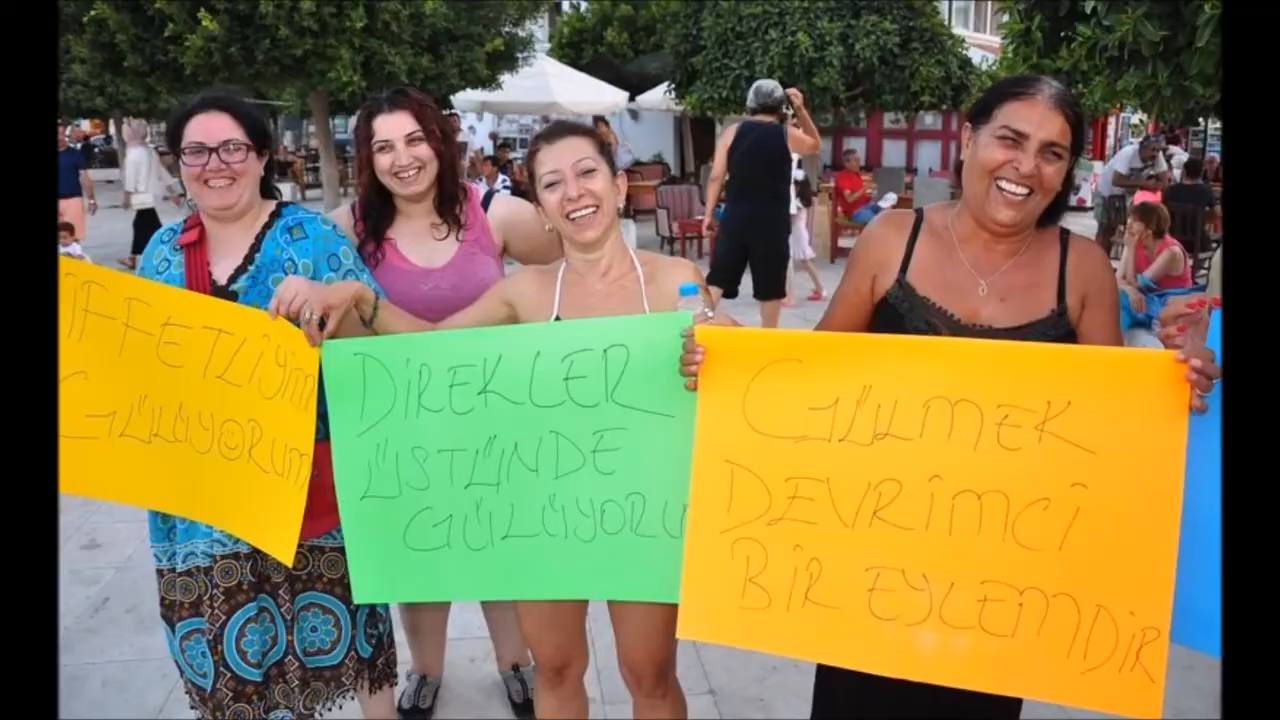 İFFETLİYİM
GÜLÜYORUM
DİREKLER
ÜSTÜNDE
GÜLÜYORU
GÜLMEK
DEVRİMCİ
BİR EYLEMDİR